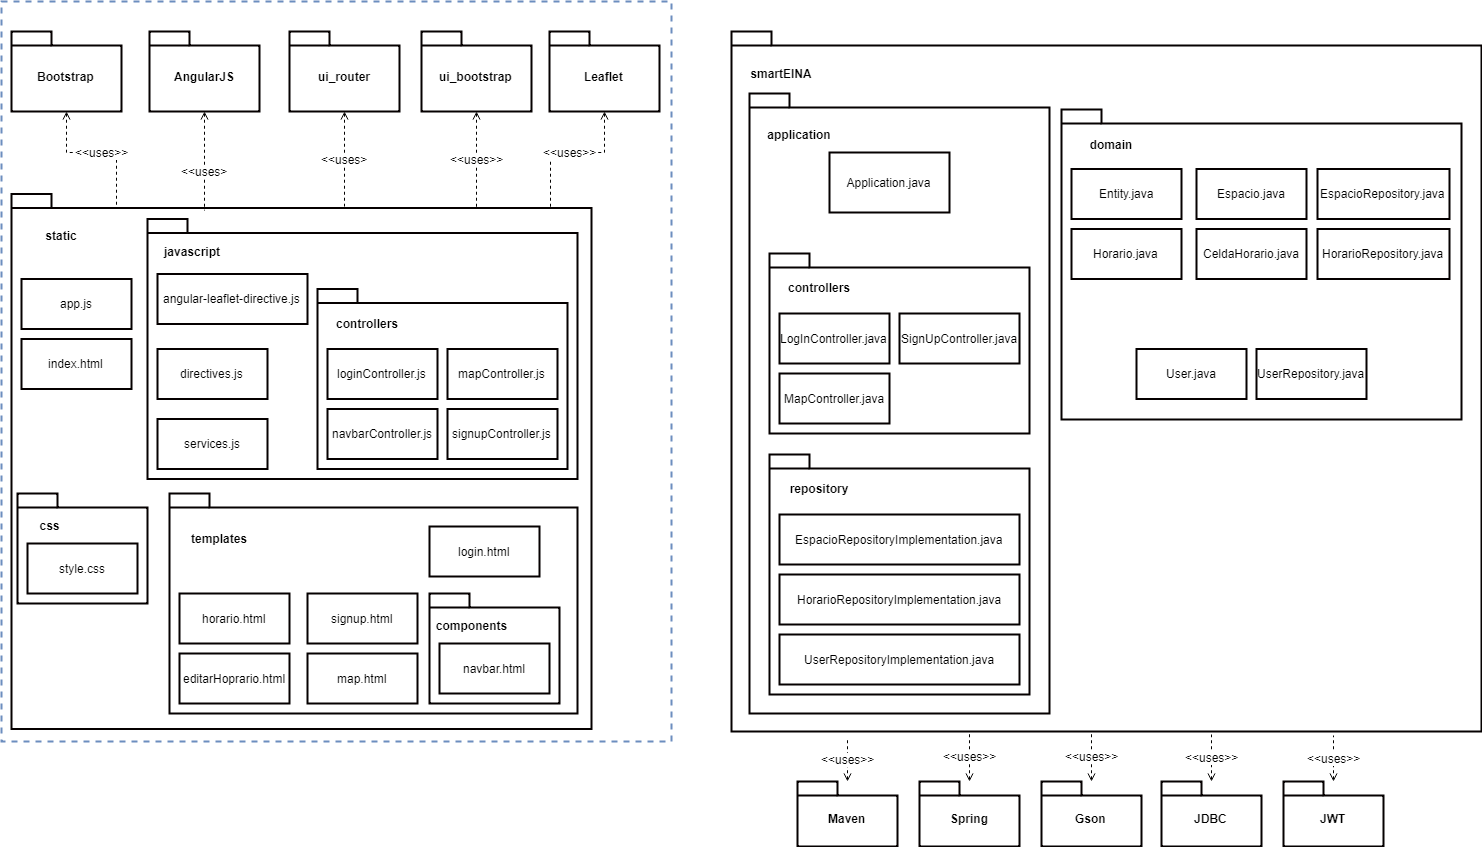 Bootstrap
AngularJS
ui_router
ui_bootstrap
Leaflet
<<uses>>
<<uses>
<<uses>
<<uses>>
<<uses>>
static
app.js
index.html
javascript
angular-leaflet-directive.js
directives.js
services.js
controllers
loginController.js
mapController.js
navbarController.js
signupController.js
css
style.css
templates
login.html
horario.html
signup.html
editarHoprario.html
map.html
components
navbar.html
smartEINA
application
Application.java
controllers
LogInController.java
SignUpController.java
MapController.java
repository
EspacioRepositoryImplementation.java
HorarioRepositoryImplementation.java
UserRepositoryImplementation.java
domain
Entity.java
Espacio.java
EspacioRepository.java
Horario.java
CeldaHorario.java
HorarioRepository.java
User.java
UserRepository.java
<<uses>>
<<uses>>
<<uses>>
<<uses>>
<<uses>>
Maven
Spring
Gson
JDBC
JWT